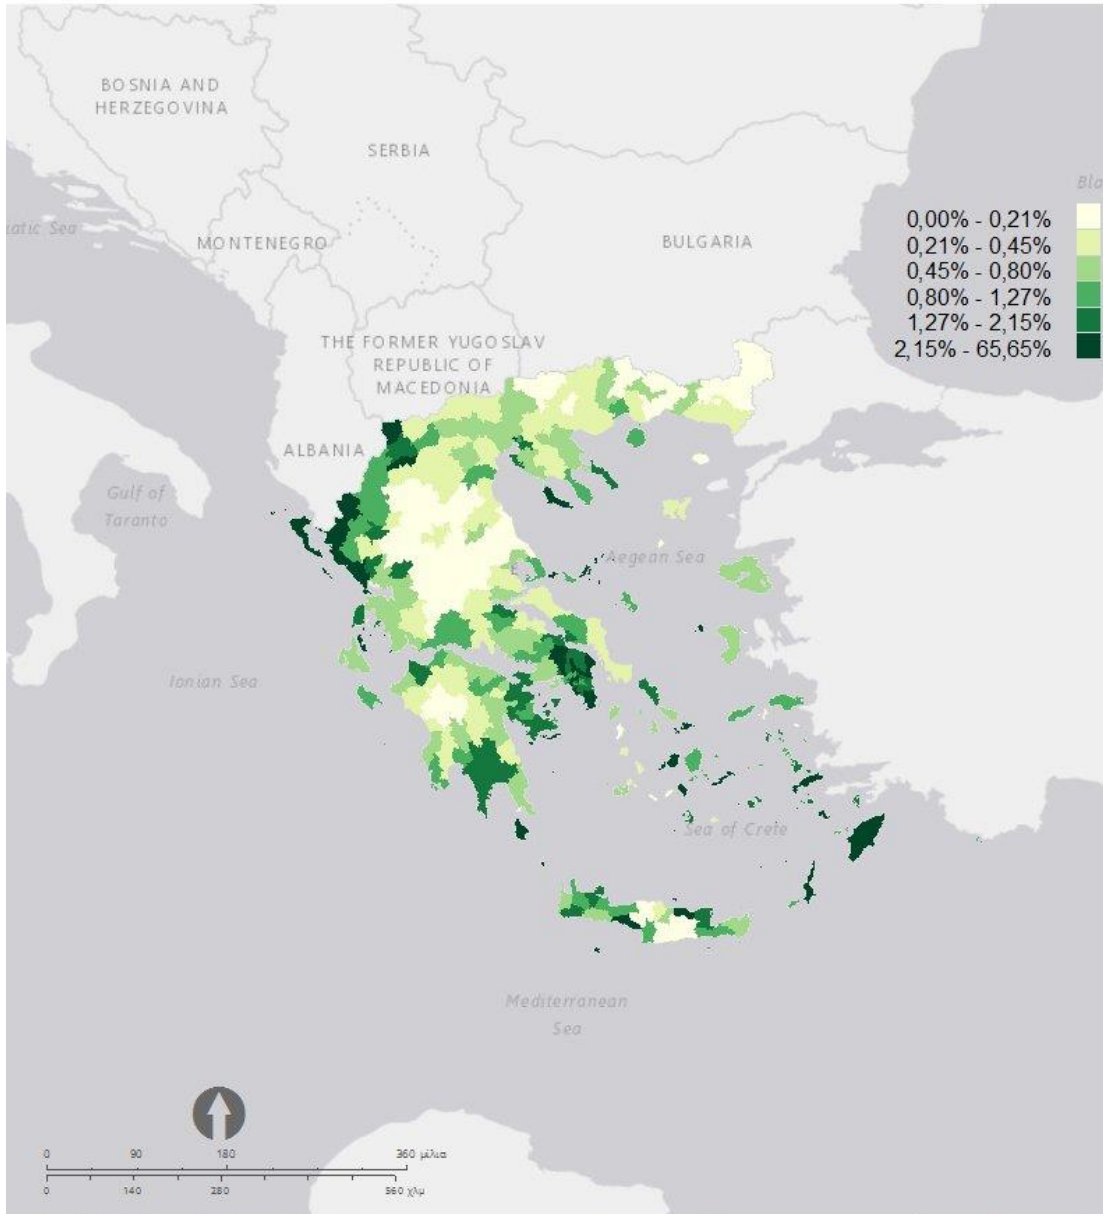 BOSNIA AND
HERZEGOVINA
SERBIA
Bla
iatic Sea
MONTENEGRO
BULGARIA
0,00% - 0,21%
0,21% - 0,45%
0,45% - 0,80%
0,80% - 1,27%
1,27% - 2,15%
2,15% - 65,65%
THE FORMER YUGOSLAV
REPUBLIC OF
MACEDONIA
ALBANIA
Gulf of
Taranto
Aegean Sea
Ionian Sea
Sea of Crete
Mediterranean
Sea
0 90 180 360 μίλια
0 140 280 560 χλμ